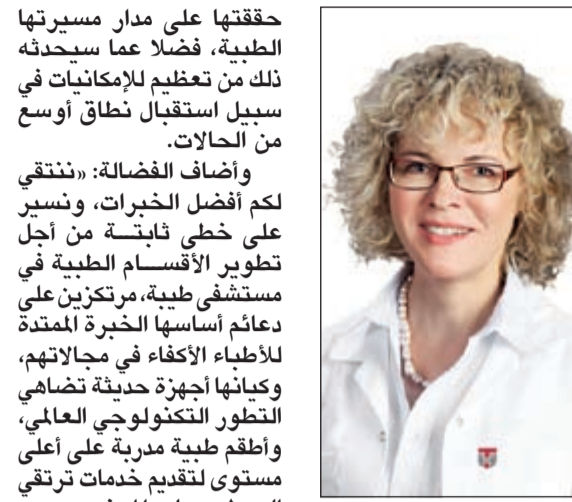 حققتها على مدار مسيرتها
الطبية، فضلا عما سيحدثه
ذلك من تعظيم للإمكانيات في
سبيل استقبال نطاق أوسع
من الحالات.
وأضاف الفضالة: «ننتقي
لكم أفضل الخبرات، ونسير
على خطى ثابتــة من أجل
تطوير الأقســام الطبية في
مستشفى طيبة، مرتكزين على
دعائم أساسها الخبرة الممتدة
للأطباء الأكفاء في مجالاتهم،
وكيانها أجهزة حديثة تضاهي
التطور التكنولوجي العالمي،
وأطقم طبية مدربة على أعلى
مستوى لتقديم خدمات ترتقي